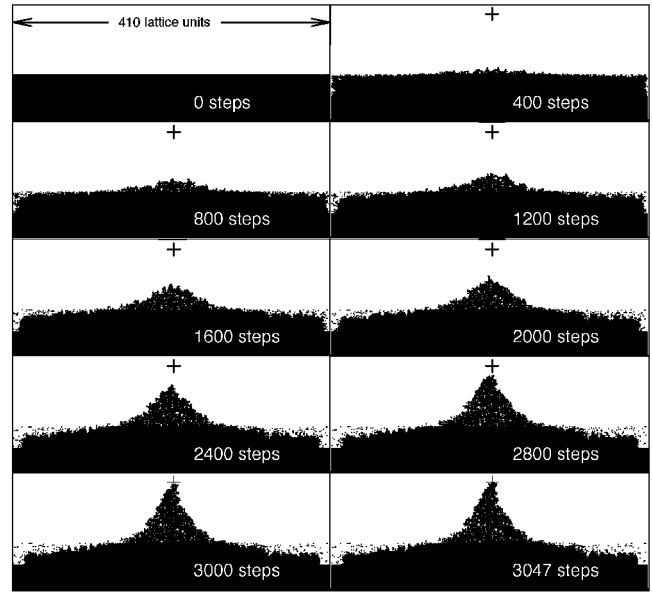 410 lattice units
0 steps
400 steps
800 steps
1200 steps
1600 steps
2000 steps
2400 steps
2800 steps
3000 steps
3047 steps